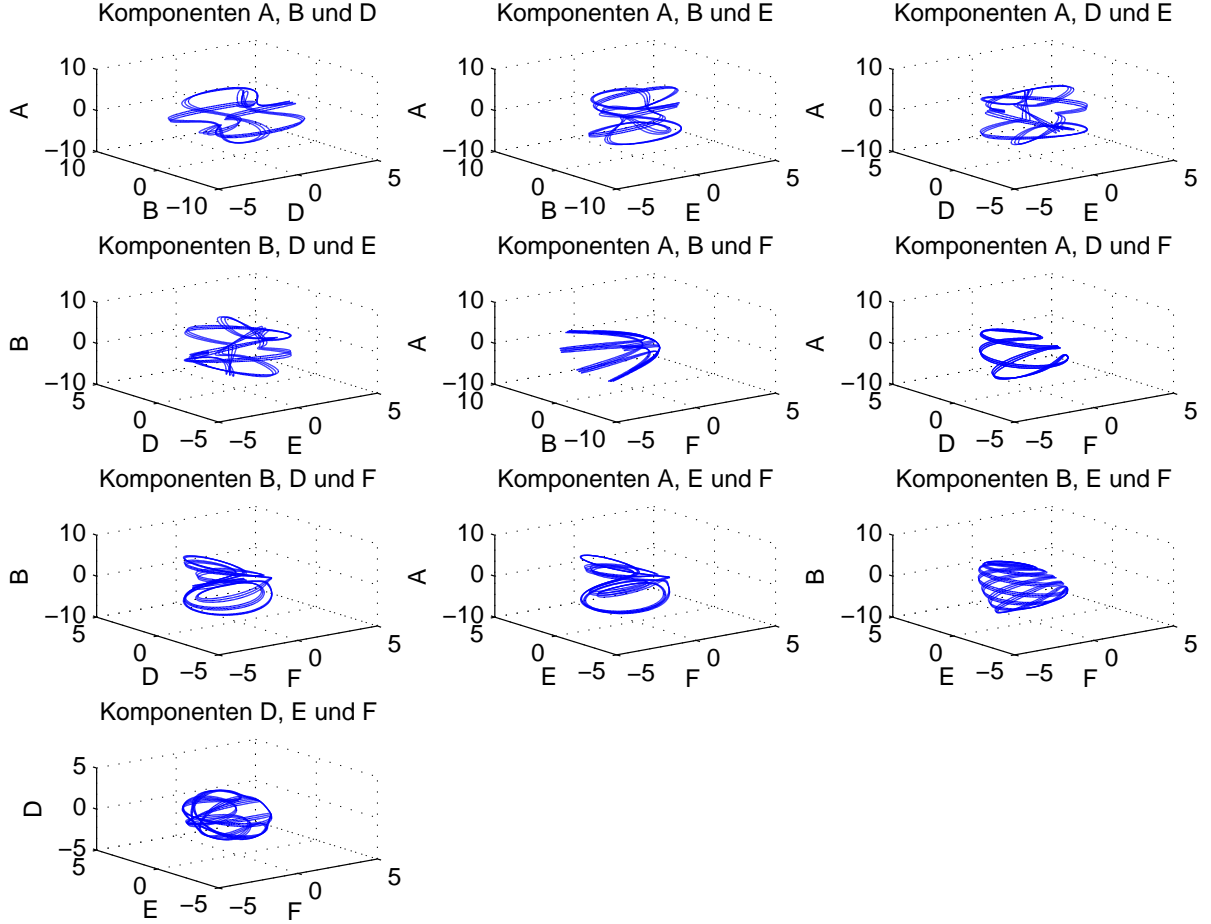 Komponenten A, B und D
Komponenten A, B und E
Komponenten A, D und E
10
0
−10
A
10
0
−10
B
−5
0
5
D
10
0
−10
A
10
0
−10
B
−5
0
5
E
10
0
−10
A
5
0
−5
D
−5
0
5
E
Komponenten B, D und E
Komponenten A, B und F
Komponenten A, D und F
10
0
−10
B
5
0
−5
D
−5
0
5
E
10
0
−10
A
10
0
−10
B
−5
0
5
F
10
0
−10
A
5
0
−5
D
−5
0
5
F
Komponenten B, D und F
Komponenten A, E und F
Komponenten B, E und F
10
0
−10
B
5
0
−5
D
−5
0
5
F
10
0
−10
A
5
0
−5
E
−5
0
5
F
10
0
−10
B
5
0
−5
E
−5
0
5
F
Komponenten D, E und F
5
0
−5
D
5
0
−5
E
−5
0
5
F